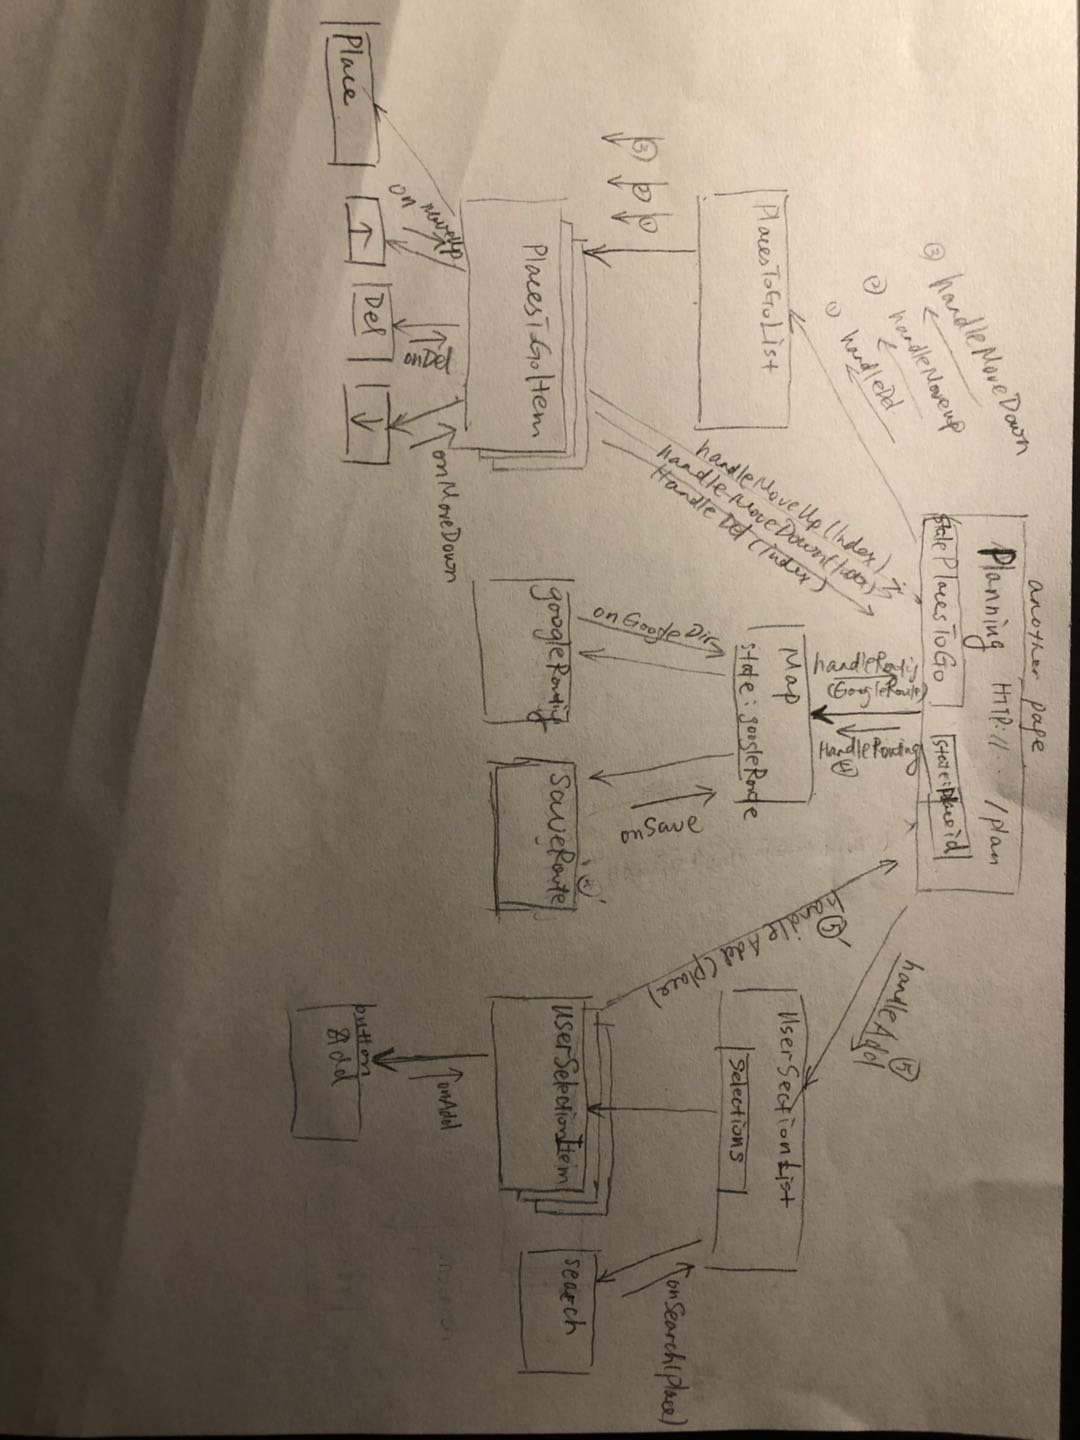 another page
Planning HTTP://... /plan
state PlacesToGo
state: placeid
③ handleMoveDown
② handleMoveup
① handleDel
handleMoveUp(Index)
handleMoveDown(Index)
HandleDel(Index)
handleRoutig
(GoogleRoute)
HandleRouting
④
handleAdd ⑤
⑤'
handleAdd(place)
PlacesToGoList
Map
state: googleRoute
UserSectionList
Selections
③ ② ①
onGoogleDir
onSave
onSearch(place)
PlacesToGoItem
googleRoutig
④'
SaveRoute
UserSelectionItem
search
onMoveUp
onDel
onMoveDown
onAdd
Place
↑
Del
↓
button
Add